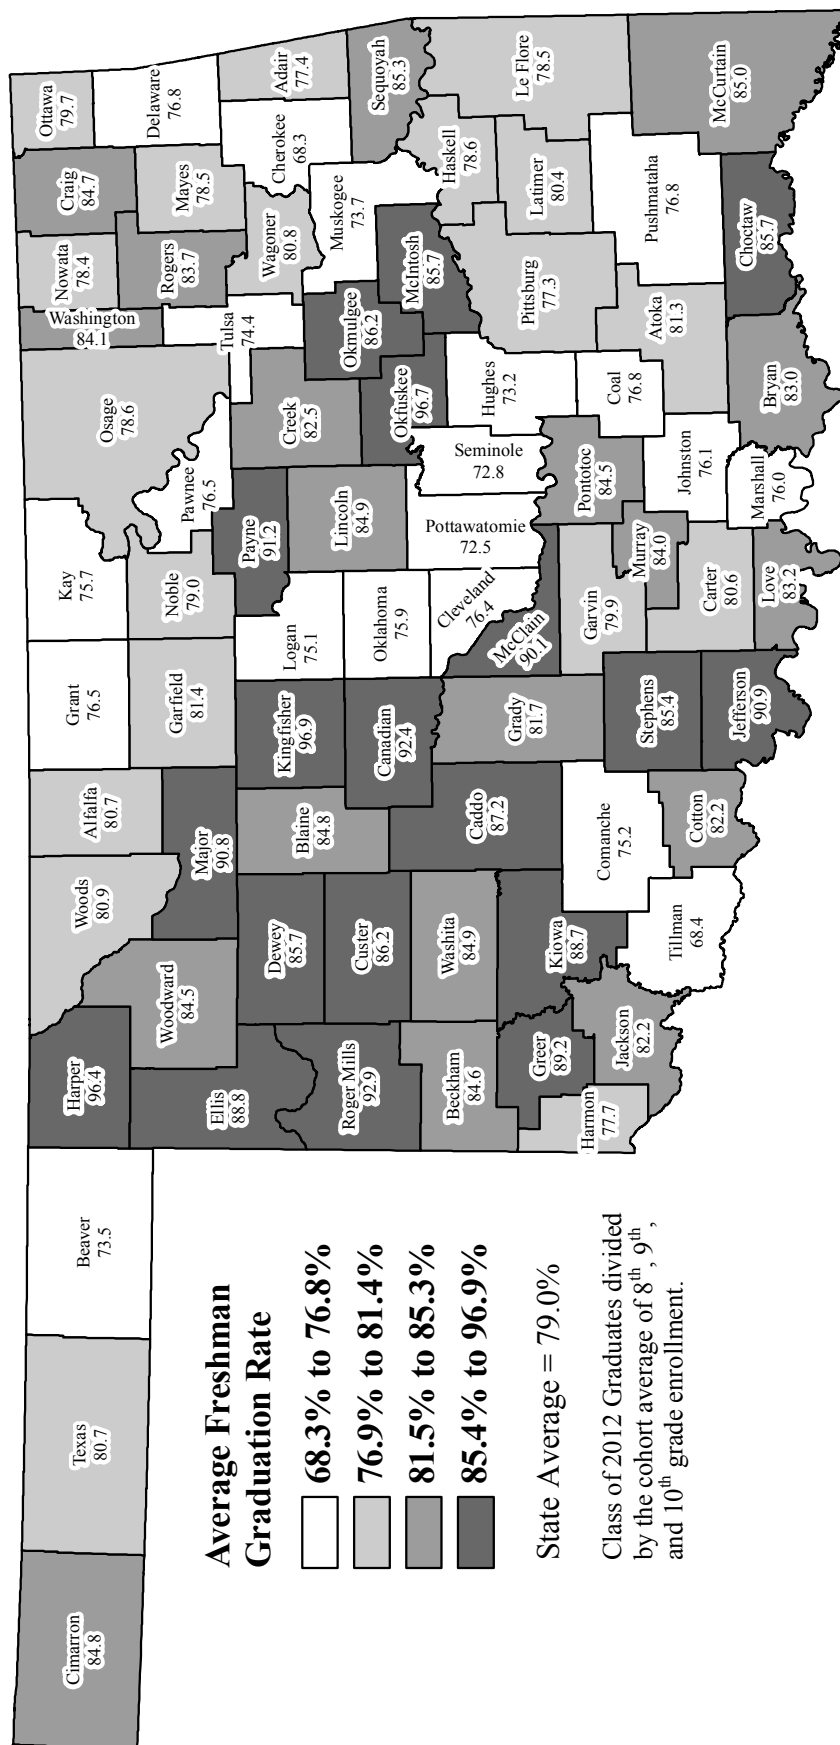 Cimarron
84.8
Texas
80.7
Beaver
73.5
Harper
96.4
Woods
80.9
Alfalfa
80.7
Grant
76.5
Kay
75.7
Osage
78.6
Washington
84.1
Nowata
78.4
Craig
84.7
Ottawa
79.7
Ellis
88.8
Woodward
84.5
Major
90.8
Garfield
81.4
Noble
79.0
Pawnee
76.5
Rogers
83.7
Mayes
78.5
Delaware
76.8
Tulsa
74.4
Dewey
85.7
Blaine
84.8
Kingfisher
96.9
Logan
75.1
Payne
91.2
Creek
82.5
Wagoner
80.8
Cherokee
68.3
Adair
77.4
Roger Mills
92.9
Custer
86.2
Canadian
92.4
Oklahoma
75.9
Lincoln
84.9
Okfuskee
96.7
Okmulgee
86.2
Muskogee
73.7
McIntosh
85.7
Sequoyah
85.3
Beckham
84.6
Washita
84.9
Caddo
87.2
Grady
81.7
McClain
90.1
Cleveland
76.4
Pottawatomie
72.5
Seminole
72.8
Hughes
73.2
Haskell
78.6
Le Flore
78.5
Pittsburg
77.3
Latimer
80.4
Greer
89.2
Kiowa
88.7
Harmon
77.7
Jackson
82.2
Tillman
68.4
Comanche
75.2
Cotton
82.2
Stephens
85.4
Jefferson
90.9
Garvin
79.9
Murray
84.0
Pontotoc
84.5
Coal
76.8
Carter
80.6
Love
83.2
Johnston
76.1
Marshall
76.0
Atoka
81.3
Bryan
83.0
Pushmataha
76.8
Choctaw
85.7
McCurtain
85.0
Average Freshman
Graduation Rate
68.3% to 76.8%
76.9% to 81.4%
81.5% to 85.3%
85.4% to 96.9%
State Average = 79.0%
Class of 2012 Graduates divided
by the cohort average of 8th, 9th,
and 10th grade enrollment.